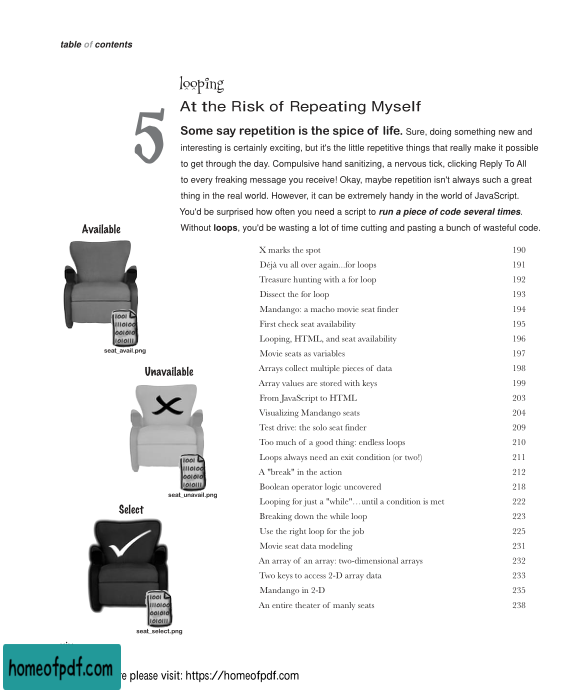 table of contents
looping
5
At the Risk of Repeating Myself
Some say repetition is the spice of life. Sure, doing something new and
interesting is certainly exciting, but it's the little repetitive things that really make it possible
to get through the day. Compulsive hand sanitizing, a nervous tick, clicking Reply To All
to every freaking message you receive! Okay, maybe repetition isn't always such a great
thing in the real world. However, it can be extremely handy in the world of JavaScript.
You'd be surprised how often you need a script to run a piece of code several times.
Without loops, you'd be wasting a lot of time cutting and pasting a bunch of wasteful code.
Available
seat_avail.png
Unavailable
seat_unavail.png
Select
seat_select.png
X marks the spot 190
Déjà vu all over again...for loops 191
Treasure hunting with a for loop 192
Dissect the for loop 193
Mandango: a macho movie seat finder 194
First check seat availability 195
Looping, HTML, and seat availability 196
Movie seats as variables 197
Arrays collect multiple pieces of data 198
Array values are stored with keys 199
From JavaScript to HTML 203
Visualizing Mandango seats 204
Test drive: the solo seat finder 209
Too much of a good thing: endless loops 210
Loops always need an exit condition (or two!) 211
A "break" in the action 212
Boolean operator logic uncovered 218
Looping for just a "while"...until a condition is met 222
Breaking down the while loop 223
Use the right loop for the job 225
Movie seat data modeling 231
An array of an array: two-dimensional arrays 232
Two keys to access 2-D array data 233
Mandango in 2-D 235
An entire theater of manly seats 238
homeofpdf.com
please visit: https://homeofpdf.com